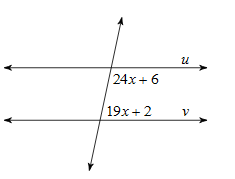 u
24x + 6
19x + 2 v